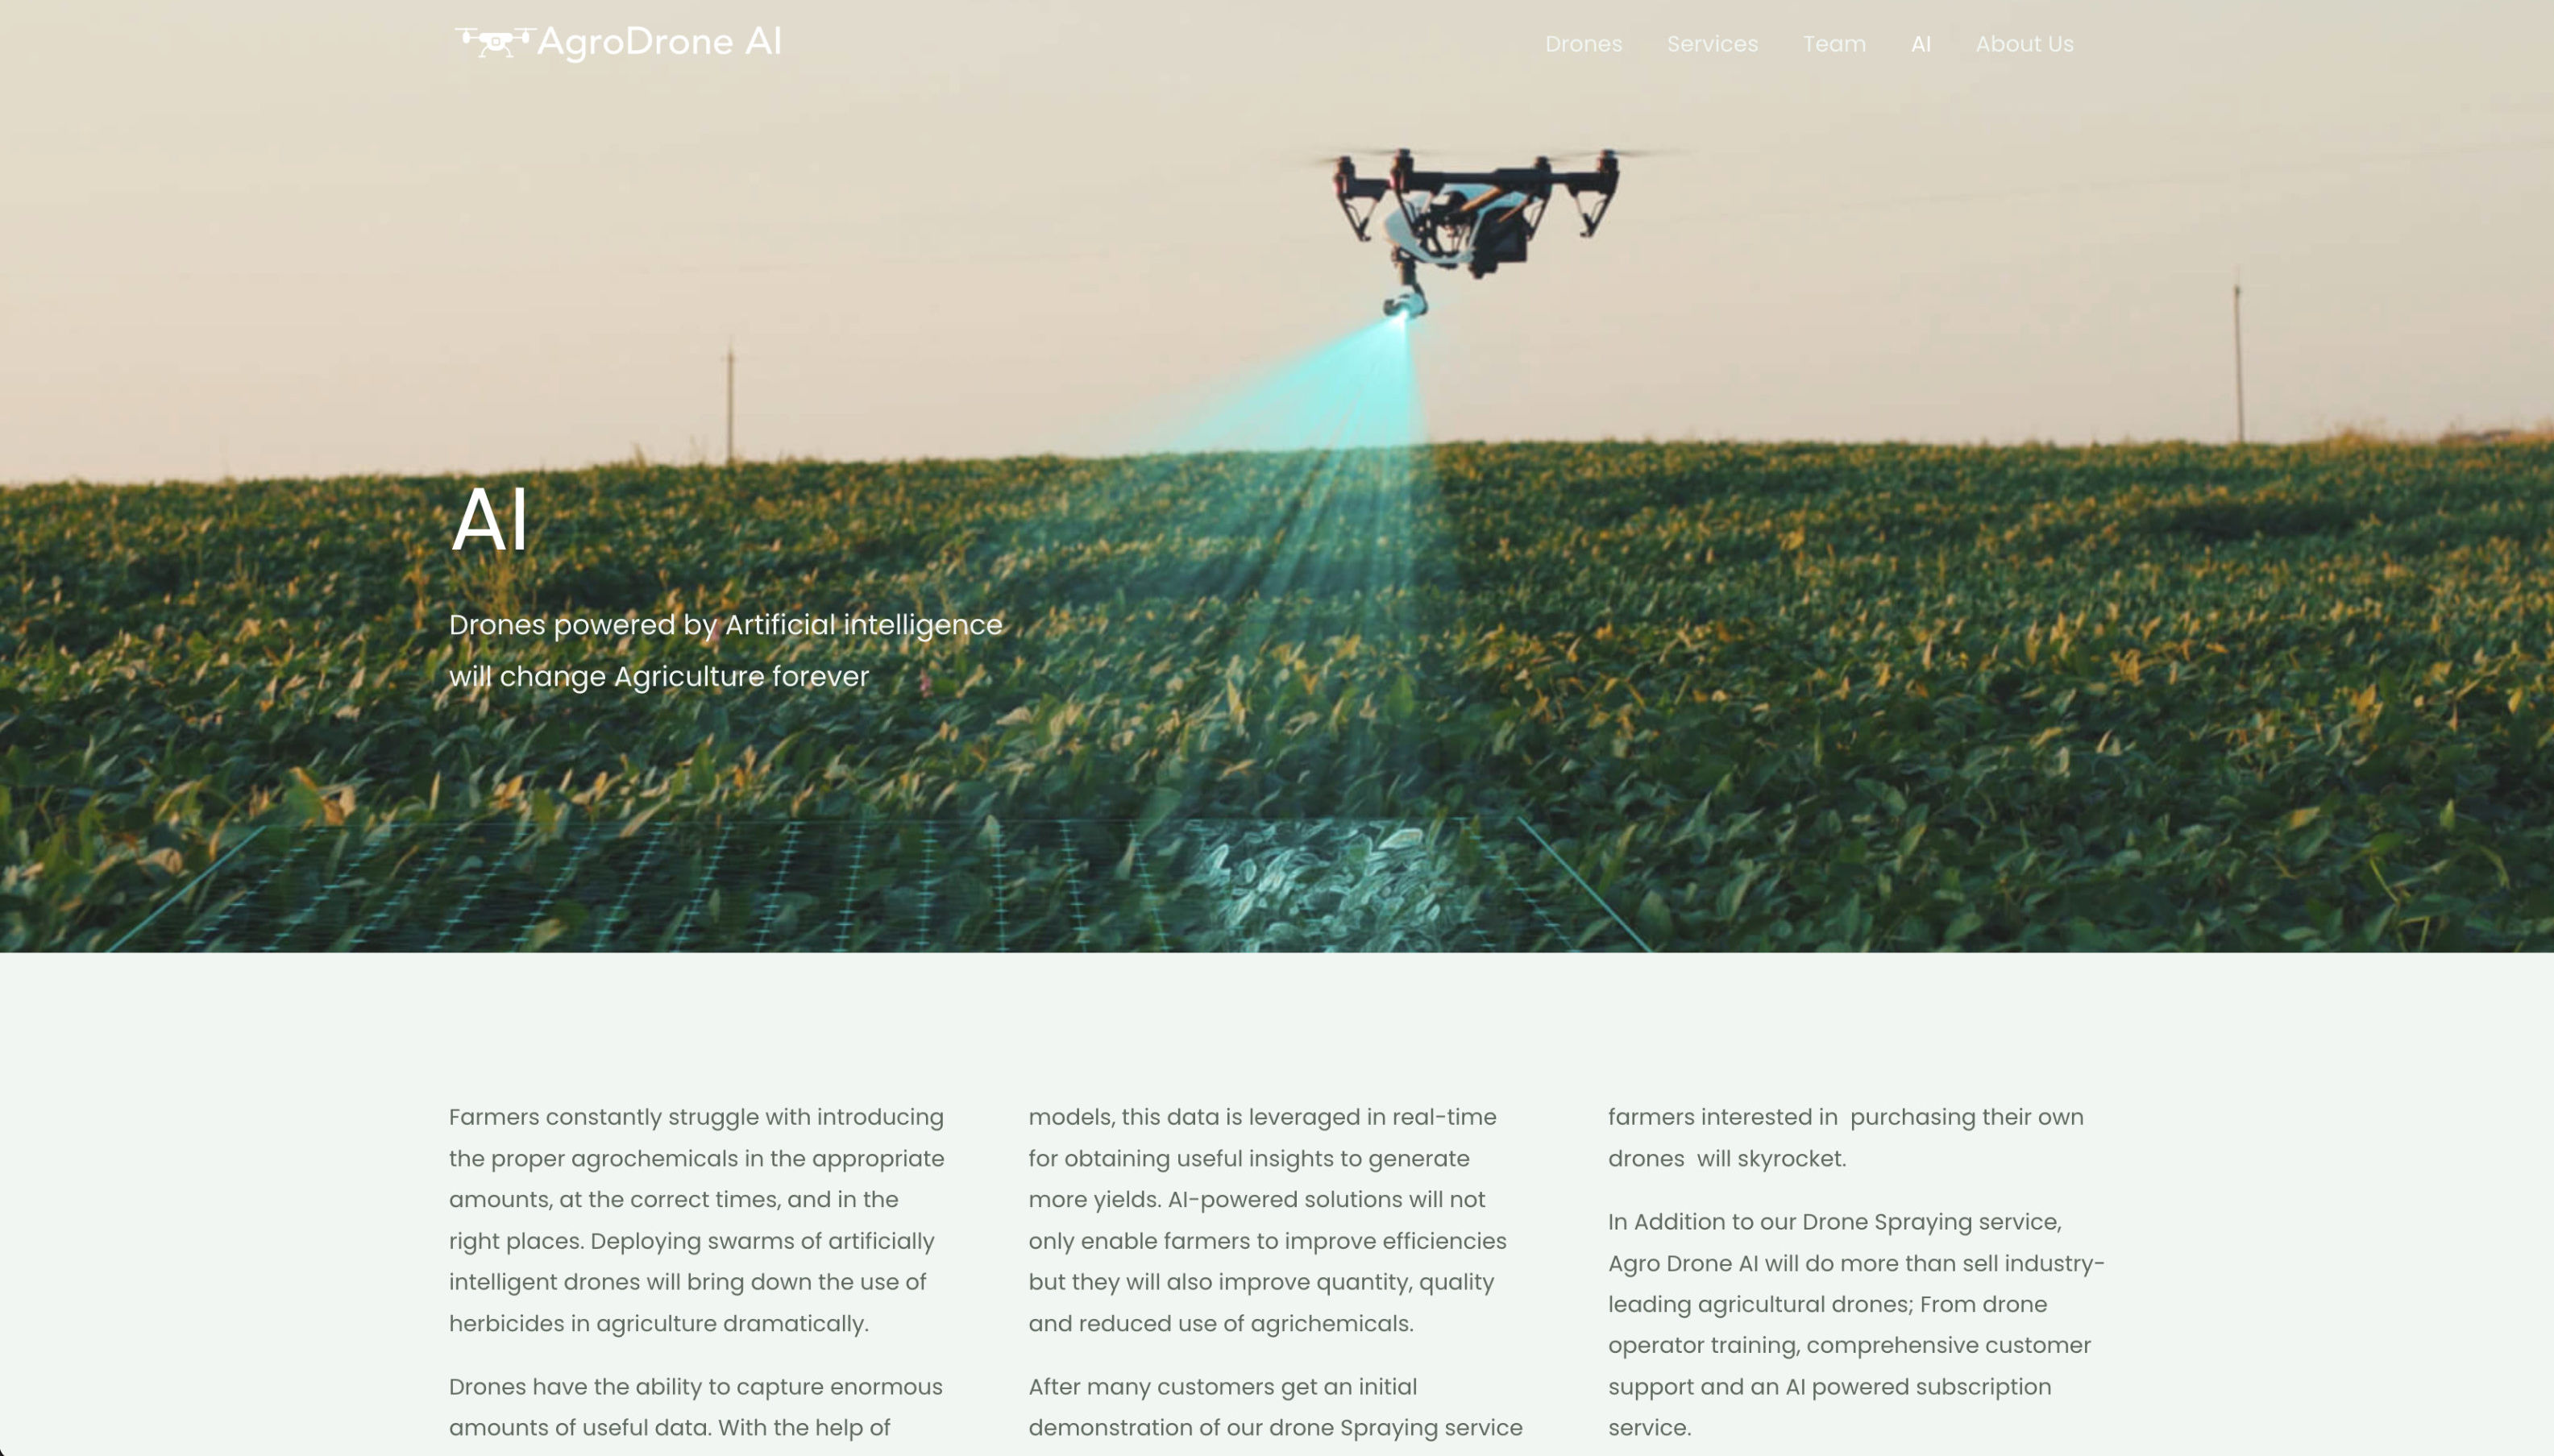 AgroDrone AI
Drones Services Team AI About Us
AI
Drones powered by Artificial intelligence
will change Agriculture forever
Farmers constantly struggle with introducing
the proper agrochemicals in the appropriate
amounts, at the correct times, and in the
right places. Deploying swarms of artificially
intelligent drones will bring down the use of
herbicides in agriculture dramatically.
Drones have the ability to capture enormous
amounts of useful data. With the help of
models, this data is leveraged in real-time
for obtaining useful insights to generate
more yields. AI-powered solutions will not
only enable farmers to improve efficiencies
but they will also improve quantity, quality
and reduced use of agrichemicals.
After many customers get an initial
demonstration of our drone Spraying service
farmers interested in  purchasing their own
drones  will skyrocket.
In Addition to our Drone Spraying service,
Agro Drone AI will do more than sell industry-
leading agricultural drones; From drone
operator training, comprehensive customer
support and an AI powered subscription
service.